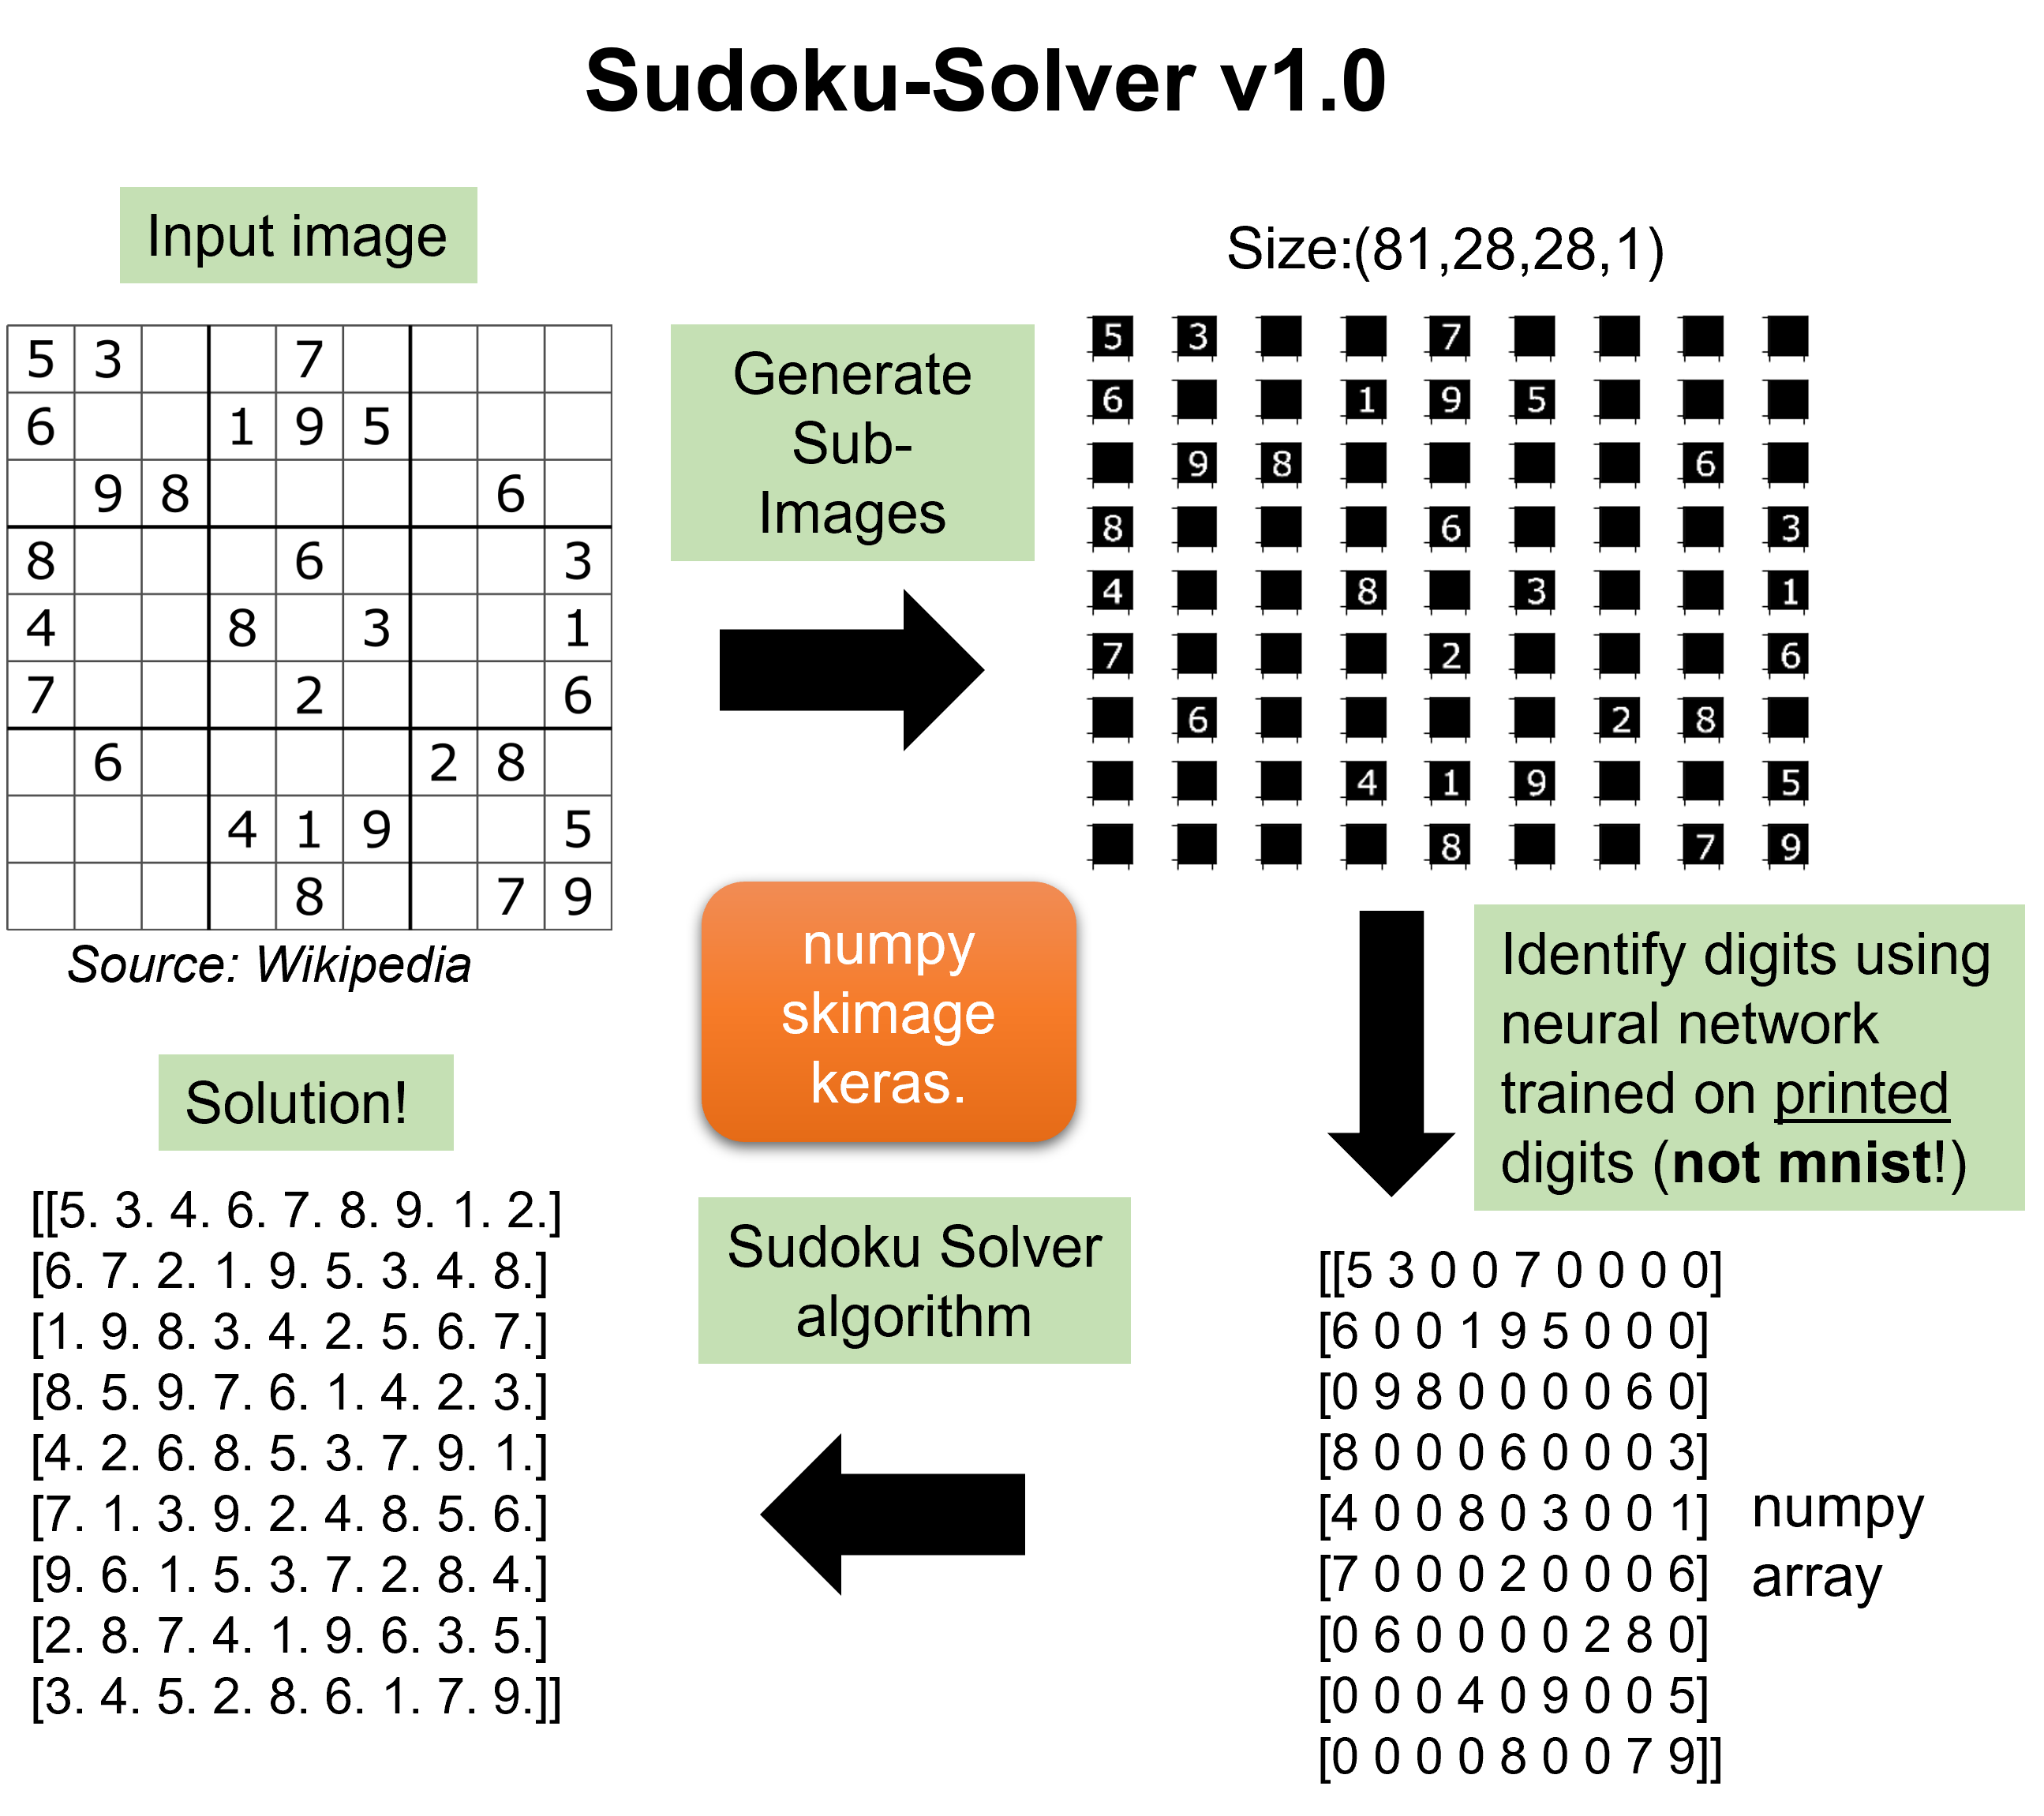 Sudoku-Solver v1.0
Input image
5 3 7
6 1 9 5
9 8 6
8 6 3
4 8 3 1
7 2 6
6 2 8
4 1 9 5
8 7 9
Source: Wikipedia
Generate
Sub-
Images
Size:(81,28,28,1)
5 3 7
6 1 9 5
9 8 6
8 6 3
4 8 3 1
7 2 6
6 2 8
4 1 9 5
8 7 9
numpy
skimage
keras.
Identify digits using
neural network
trained on printed
digits (not mnist!)
[[5 3 0 0 7 0 0 0 0]
[6 0 0 1 9 5 0 0 0]
[0 9 8 0 0 0 0 6 0]
[8 0 0 0 6 0 0 0 3]
[4 0 0 8 0 3 0 0 1]
[7 0 0 0 2 0 0 0 6]
[0 6 0 0 0 0 2 8 0]
[0 0 0 4 0 9 0 0 5]
[0 0 0 0 8 0 0 7 9]]
numpy
array
Sudoku Solver
algorithm
Solution!
[[5. 3. 4. 6. 7. 8. 9. 1. 2.]
[6. 7. 2. 1. 9. 5. 3. 4. 8.]
[1. 9. 8. 3. 4. 2. 5. 6. 7.]
[8. 5. 9. 7. 6. 1. 4. 2. 3.]
[4. 2. 6. 8. 5. 3. 7. 9. 1.]
[7. 1. 3. 9. 2. 4. 8. 5. 6.]
[9. 6. 1. 5. 3. 7. 2. 8. 4.]
[2. 8. 7. 4. 1. 9. 6. 3. 5.]
[3. 4. 5. 2. 8. 6. 1. 7. 9.]]